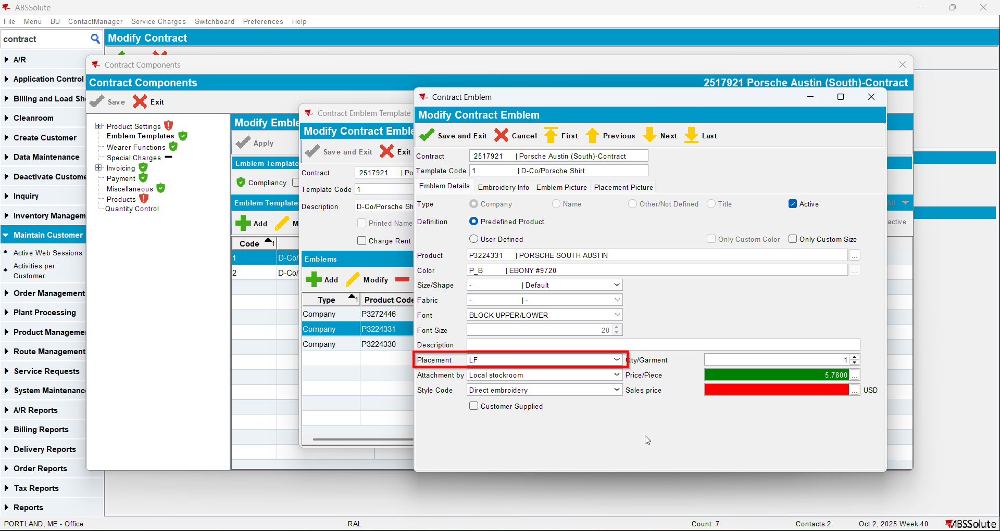 ABSSolute
File Menu BU ContactManager Service Charges Switchboard Preferences Help
contract
Modify Contract
A/R
Application Control
Billing and Load Sh
Cleanroom
Create Customer
Data Maintenance
Deactivate Custome
Inquiry
Inventory Managem
Maintain Customer
Active Web Sessions
Activities per
Customer
Order Management
Plant Processing
Product Manageme
Route Management
Service Requests
System Maintenanc
A/R Reports
Billing Reports
Delivery Reports
Order Reports
Tax Reports
Reports
Contract Components
Contract Components
2517921 Porsche Austin (South)-Contract
Save Exit
Product Settings
Emblem Templates
Wearer Functions
Special Charges
Invoicing
Payment
Miscellaneous
Products
Quantity Control
Modify Emble
Apply
Emblem Template
Compliancy
Emblem Template
All
Add M
active
Code 1
1 D-Co/
2 D-Co/
Contract Emblem Template
Modify Contract Emble
Save and Exit Exit
Contract 2517921 | Po
Template Code 1
Description D-Co/Porsche Sh
Printed Name
Charge Rent
Emblems
Add Modify
Type 1 Product Code
Company P3272446
Company P3224331
Company P3224330
Contract Emblem
Modify Contract Emblem
Save and Exit Cancel First Previous Next Last
Contract 2517921 | Porsche Austin (South)-Contract
Template Code 1 | D-Co/Porsche Shirt
Emblem Details Embroidery Info Emblem Picture Placement Picture
Type Company Name Other/Not Defined Title Active
Definition Predefined Product
User Defined Only Custom Color Only Custom Size
Product P3224331 | PORSCHE SOUTH AUSTIN ...
Color P_B | EBONY #9720 ...
Size/Shape - | Default
Fabric - | -
Font BLOCK UPPER/LOWER
Font Size 20
Description
Placement LF Qty/Garment 1
Attachment by Local stockroom Price/Piece 5.7800 ...
Style Code Direct embroidery Sales price ... USD
Customer Supplied
PORTLAND, ME - Office RAL Count: 7 Contacts 2 Oct 2, 2025 Week 40 ABSSolute